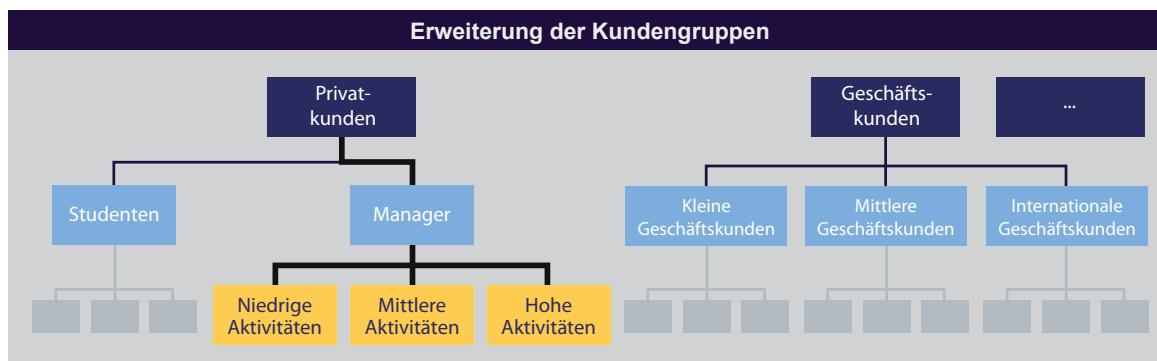 Erweiterung der Kundengruppen
Privat-
kunden
Geschäfts-
kunden
...
Studenten
Manager
Kleine
Geschäftskunden
Mittlere
Geschäftskunden
Internationale
Geschäftskunden
Niedrige
Aktivitäten
Mittlere
Aktivitäten
Hohe
Aktivitäten